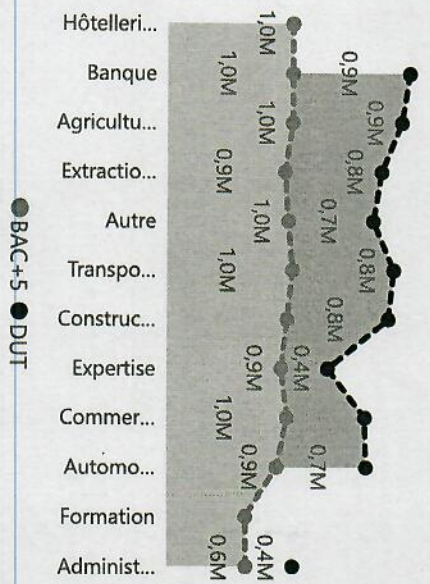 Hôtelleri...
1,0M
Banque
1,0M
0,9M
Agricultu...
1,0M
0,9M
Extractio...
0,9M
0,8M
Autre
1,0M
0,7M
Transpo...
1,0M
0,8M
Construc...
0,8M
Expertise
0,9M
0,4M
Commer...
1,0M
Automo...
0,9M
0,7M
Formation
Administ...
0,6M
0,4M
BAC+5
DUT